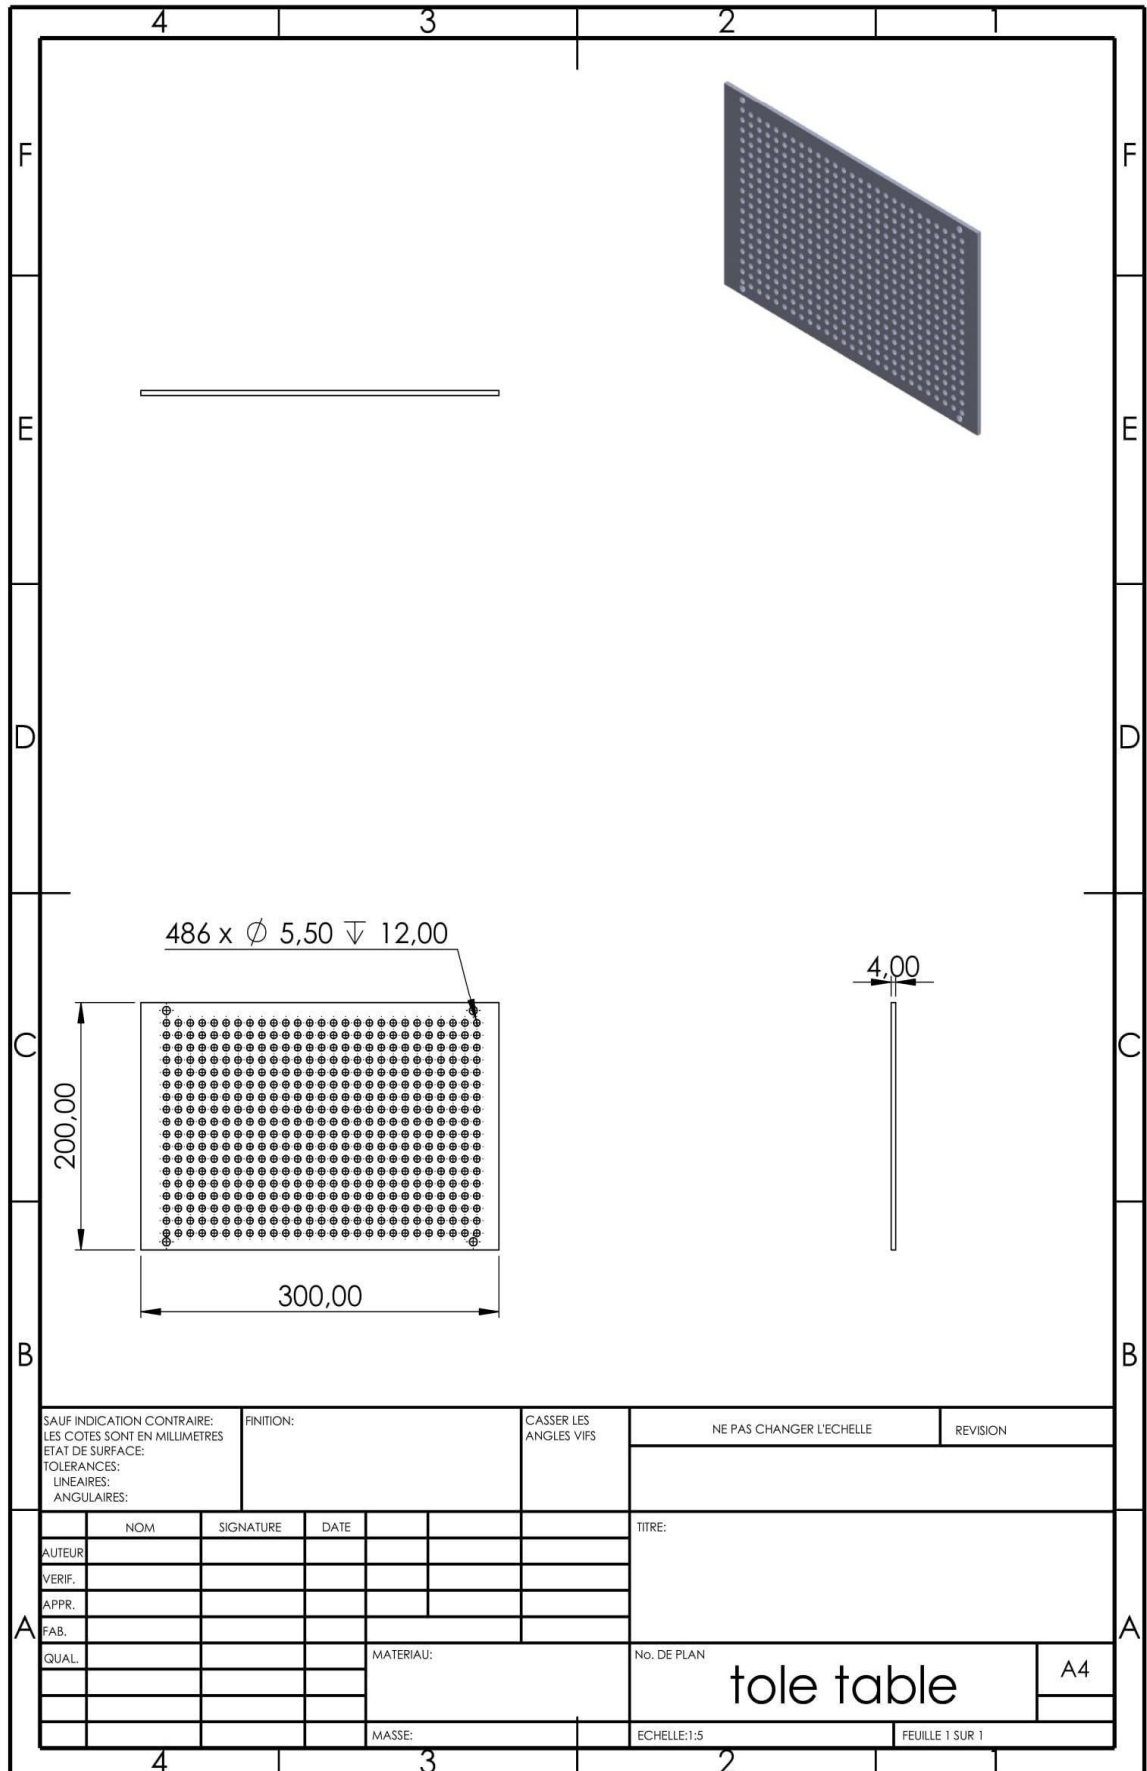 4 3 2 1
F F
E E
D D
486 x ∅ 5,50 ↧ 12,00
4,00
C C
200,00
300,00
B B
SAUF INDICATION CONTRAIRE:
LES COTES SONT EN MILLIMETRES
ETAT DE SURFACE:
TOLERANCES:
LINEAIRES:
ANGULAIRES:
FINITION:
CASSER LES
ANGLES VIFS
NE PAS CHANGER L'ECHELLE
REVISION
NOM SIGNATURE DATE
TITRE:
AUTEUR
VERIF.
APPR.
FAB.
A A
QUAL.
MATERIAU:
No. DE PLAN
tole table
A4
MASSE:
ECHELLE:1:5
FEUILLE 1 SUR 1
4 3 2 1